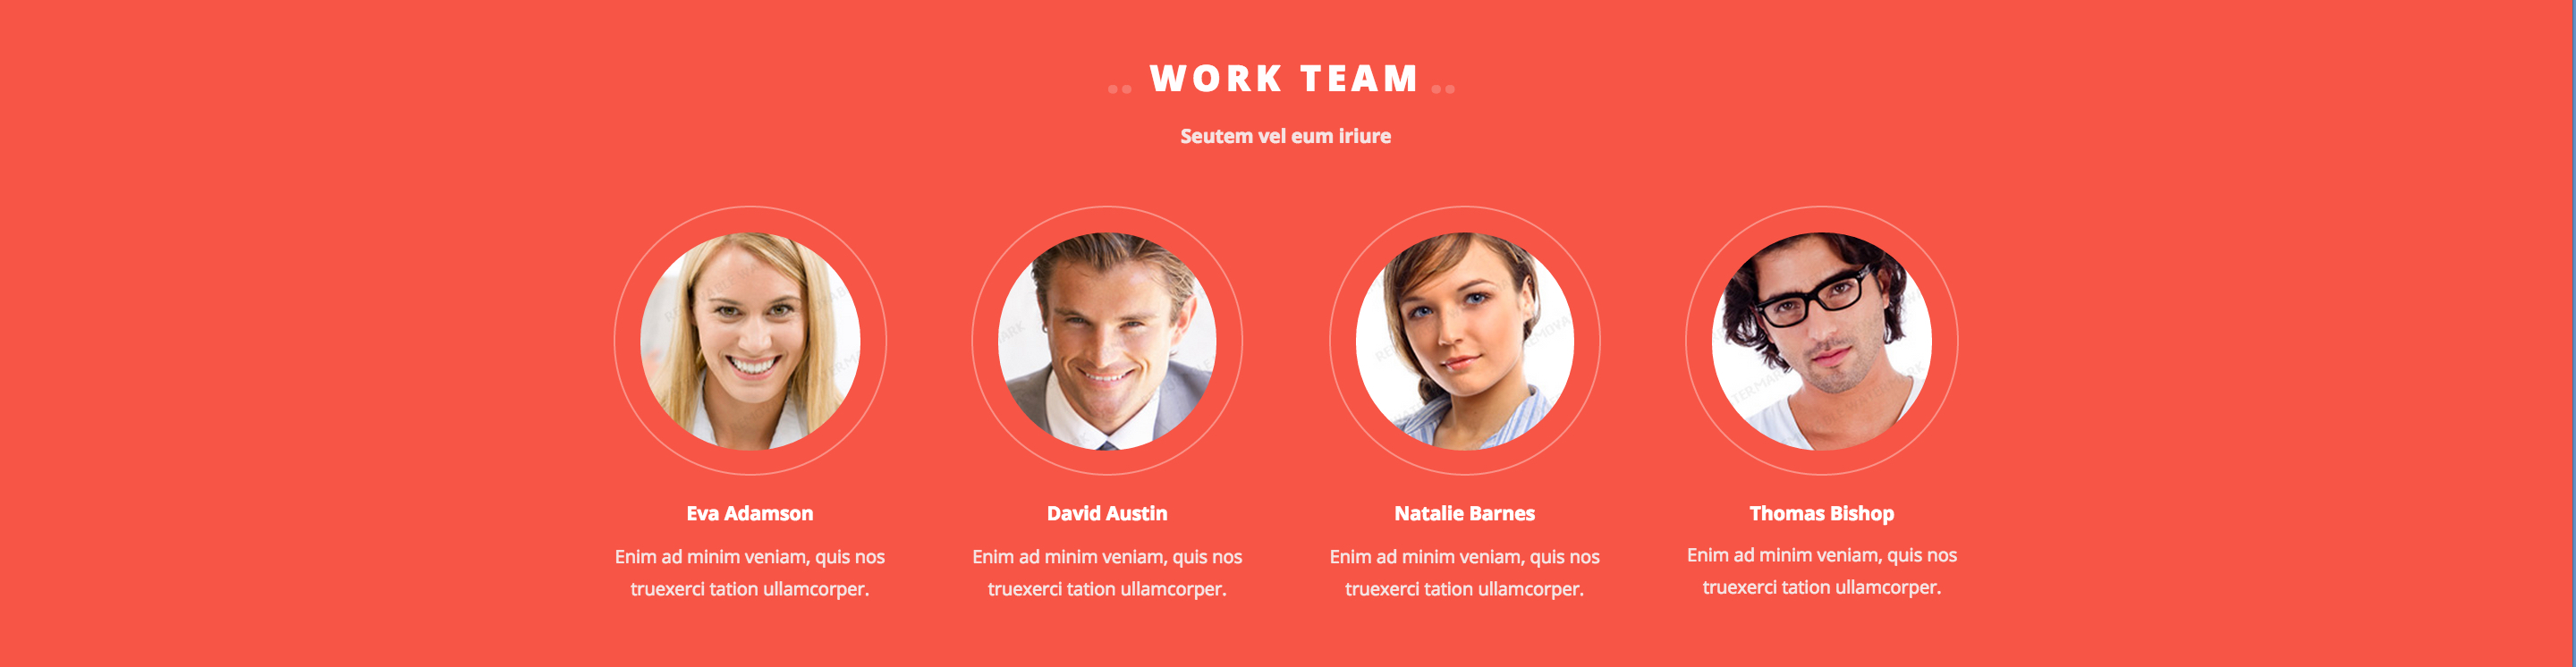 WORK TEAM
Seutem vel eum iriure
Eva Adamson
Enim ad minim veniam, quis nos
truexerci tation ullamcorper.
David Austin
Enim ad minim veniam, quis nos
truexerci tation ullamcorper.
Natalie Barnes
Enim ad minim veniam, quis nos
truexerci tation ullamcorper.
Thomas Bishop
Enim ad minim veniam, quis nos
truexerci tation ullamcorper.